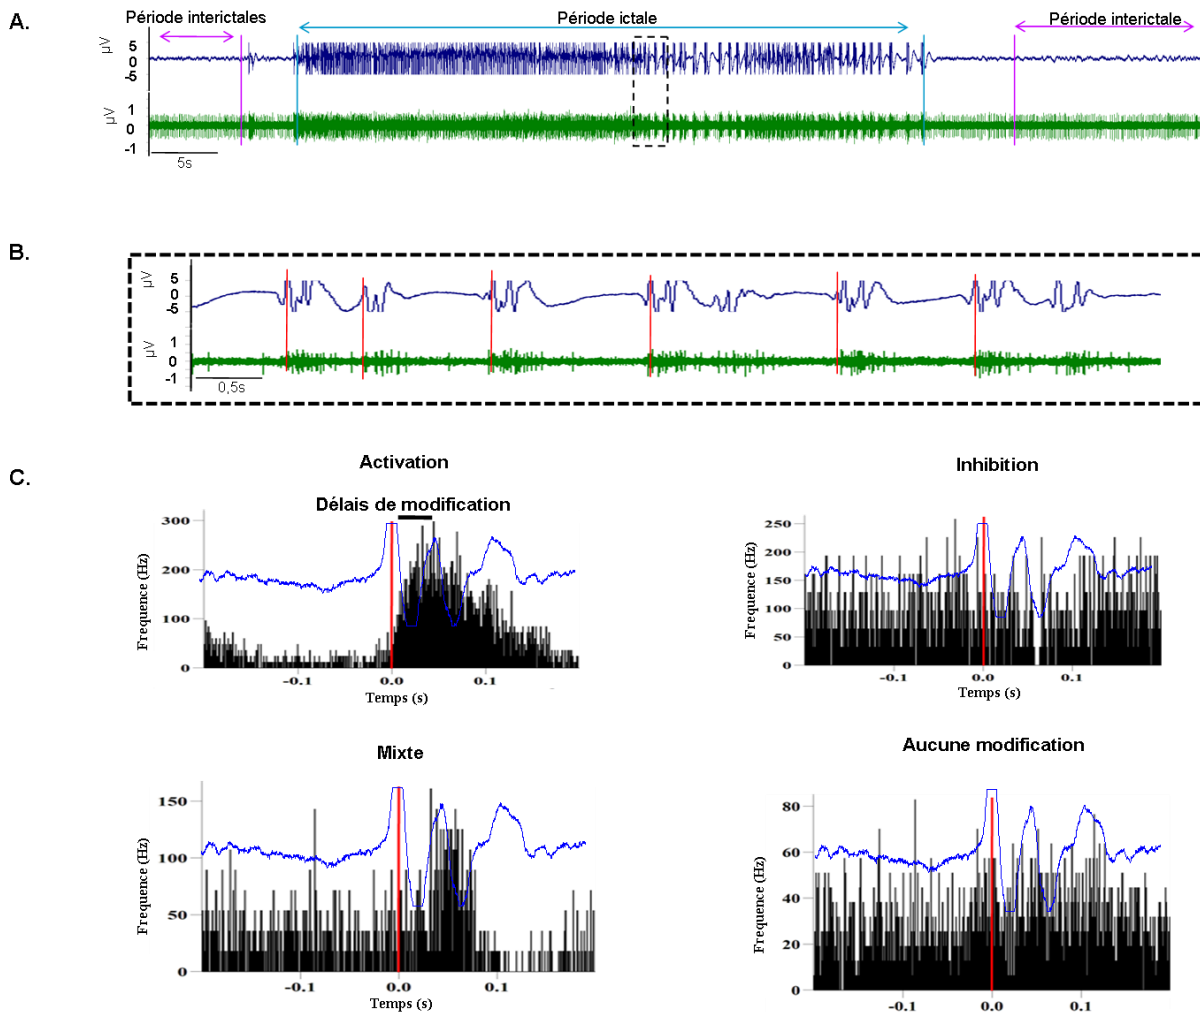 A.
Période interictales
Période ictale
Période interictale
µV
5
0
-5
µV
1
0
-1
5s
B.
µV
5
0
-5
µV
1
0
-1
0,5s
C.
Activation
Délais de modification
Frequence (Hz)
300
200
100
0
-0.1
0.0
0.1
Temps (s)
Inhibition
Frequence (Hz)
250
200
150
100
50
0
-0.1
0.0
0.1
Temps (s)
Mixte
Frequence (Hz)
150
100
50
0
-0.1
0.0
0.1
Temps (s)
Aucune modification
Frequence (Hz)
80
60
40
20
0
-0.1
0.0
0.1